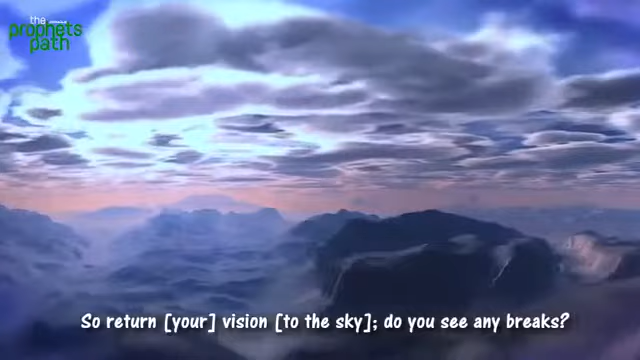 the
prophets
path
So return [your] vision [to the sky]; do you see any breaks?